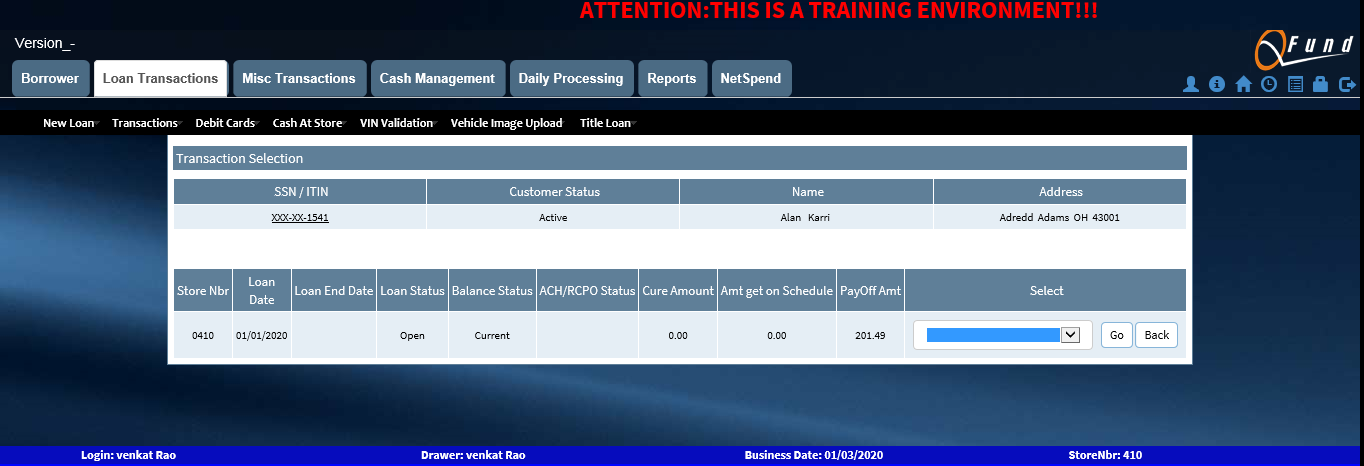 ATTENTION:THIS IS A TRAINING ENVIRONMENT!!!
Version_-
QFund
Borrower Loan Transactions Misc Transactions Cash Management Daily Processing Reports NetSpend
New Loan Transactions Debit Cards Cash At Store VIN Validation Vehicle Image Upload Title Loan
Transaction Selection
SSN / ITIN Customer Status Name Address
XXX-XX-1541 Active Alan Karri Adredd Adams OH 43001
Store Nbr Loan Date Loan End Date Loan Status Balance Status ACH/RCPO Status Cure Amount Amt get on Schedule PayOff Amt Select
0410 01/01/2020 Open Current 0.00 0.00 201.49 Go Back
Login: venkat Rao Drawer: venkat Rao Business Date: 01/03/2020 StoreNbr: 410